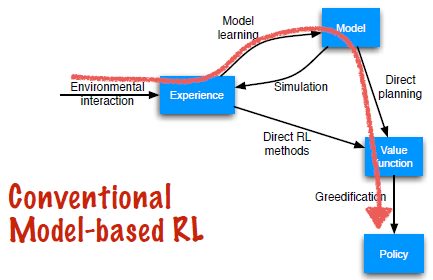 Model
learning
Model
Environmental
interaction
Experience
Simulation
Direct
planning
Direct RL
methods
Value
Function
Greedification
Policy
Conventional
Model-based RL